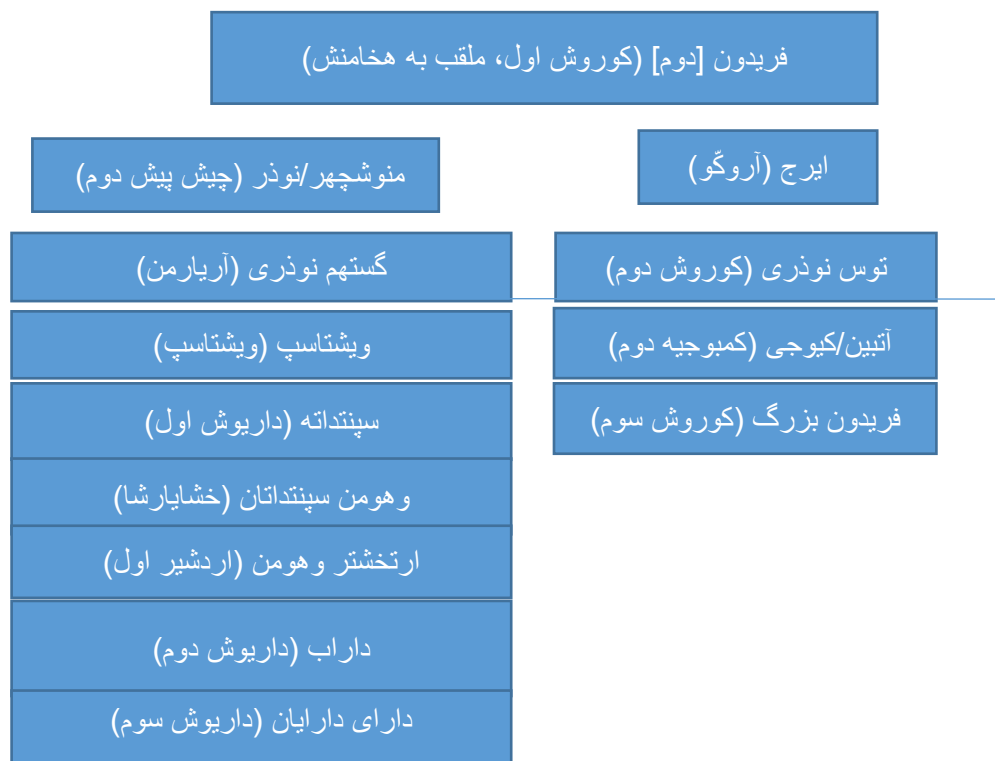 فریدون [دوم] (کوروش اول، ملقب به هخامنش)
ایرج (آروکّو)
منوشچهر/نوذر (چیش پیش دوم)
توس نوذری (کوروش دوم)
گستهم نوذری (آریارمن)
آتبین/کیوجی (کمبوجیه دوم)
ویشتاسپ (ویشتاسپ)
فریدون بزرگ (کوروش سوم)
سپنتداته (داریوش اول)
وهومن سپنتداتان (خشایارشا)
ارتخشتر وهومن (اردشیر اول)
داراب (داریوش دوم)
دارای دارایان (داریوش سوم)